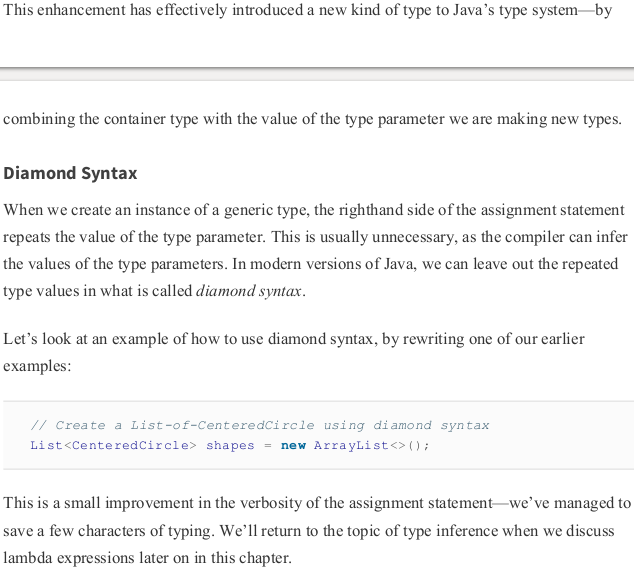 This enhancement has effectively introduced a new kind of type to Java’s type system—by
combining the container type with the value of the type parameter we are making new types.
Diamond Syntax
When we create an instance of a generic type, the righthand side of the assignment statement
repeats the value of the type parameter. This is usually unnecessary, as the compiler can infer
the values of the type parameters. In modern versions of Java, we can leave out the repeated
type values in what is called diamond syntax.
Let’s look at an example of how to use diamond syntax, by rewriting one of our earlier
examples:
// Create a List-of-CenteredCircle using diamond syntax
List<CenteredCircle> shapes = new ArrayList<>();
This is a small improvement in the verbosity of the assignment statement—we’ve managed to
save a few characters of typing. We’ll return to the topic of type inference when we discuss
lambda expressions later on in this chapter.